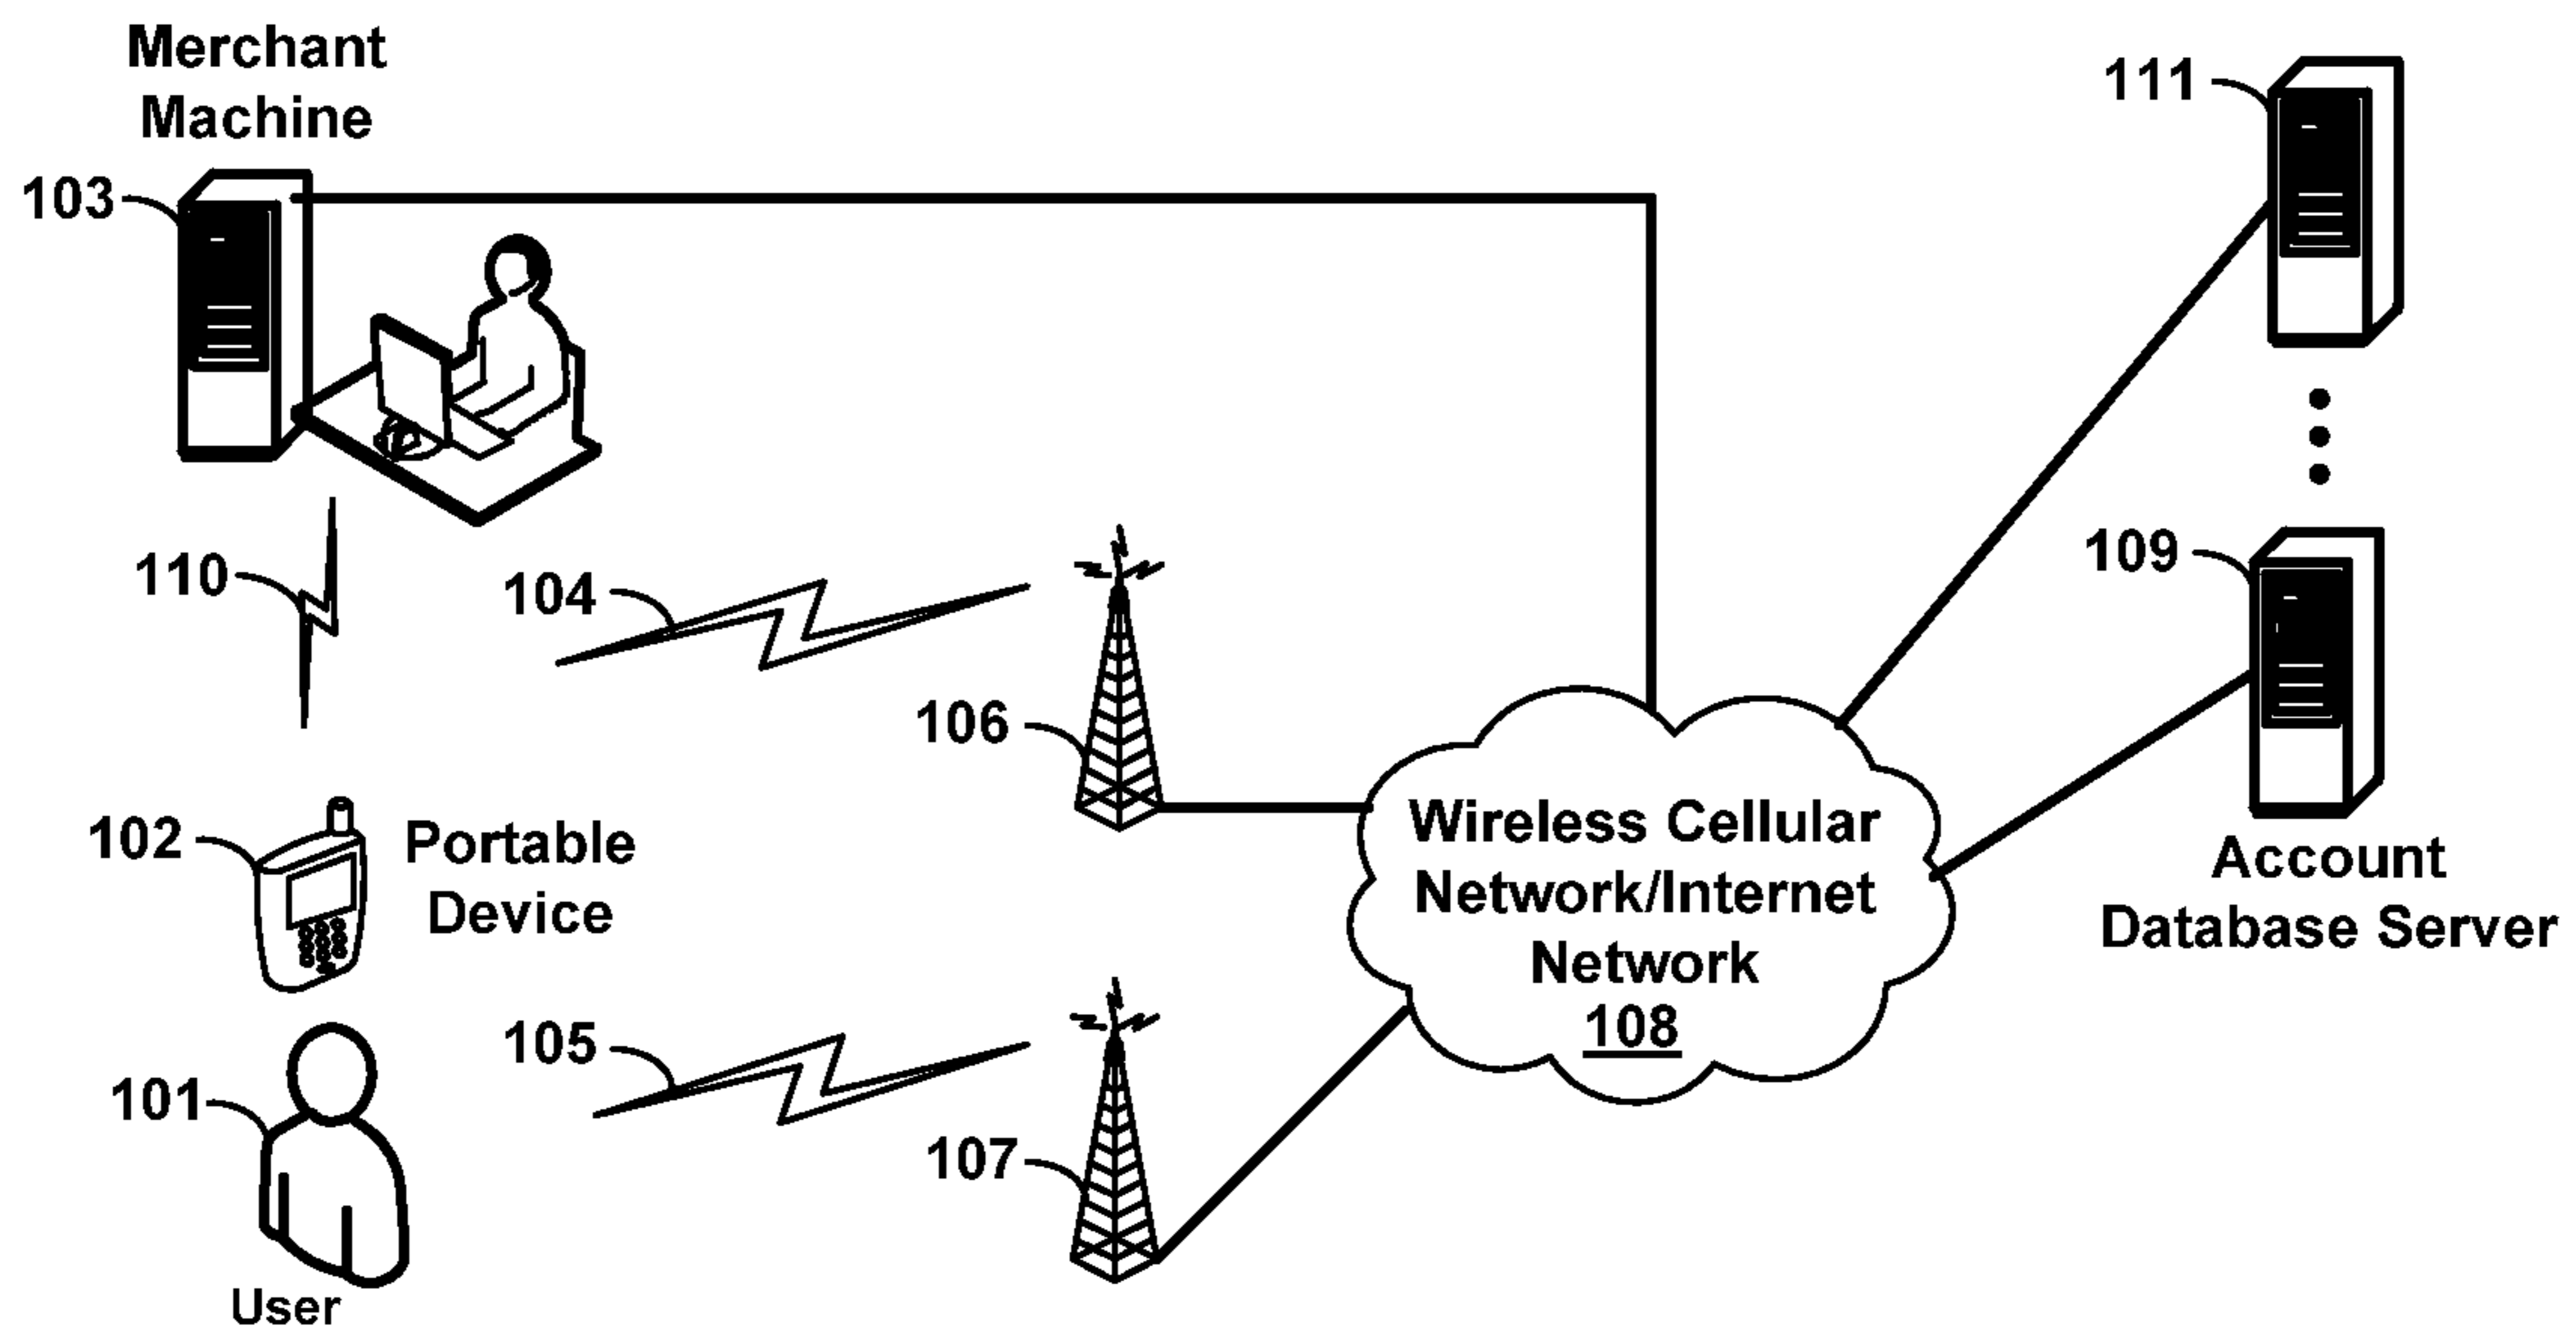 Merchant
Machine
103
111
110
104
109
106
102
Portable
Device
Wireless Cellular
Network/Internet
Network
108
Account
Database Server
105
101
107
User